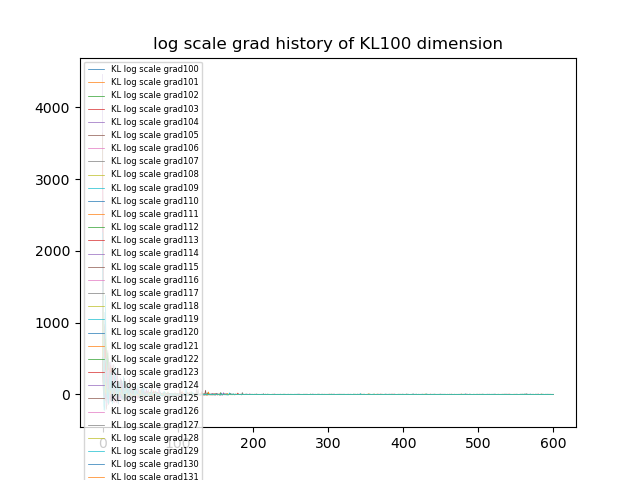 log scale grad history of KL100 dimension
4000
3000
2000
1000
0
KL log scale grad100
KL log scale grad101
KL log scale grad102
KL log scale grad103
KL log scale grad104
KL log scale grad105
KL log scale grad106
KL log scale grad107
KL log scale grad108
KL log scale grad109
KL log scale grad110
KL log scale grad111
KL log scale grad112
KL log scale grad113
KL log scale grad114
KL log scale grad115
KL log scale grad116
KL log scale grad117
KL log scale grad118
KL log scale grad119
KL log scale grad120
KL log scale grad121
KL log scale grad122
KL log scale grad123
KL log scale grad124
KL log scale grad125
KL log scale grad126
KL log scale grad127
KL log scale grad128
KL log scale grad129
KL log scale grad130
KL log scale grad131
0 100 200 300 400 500 600